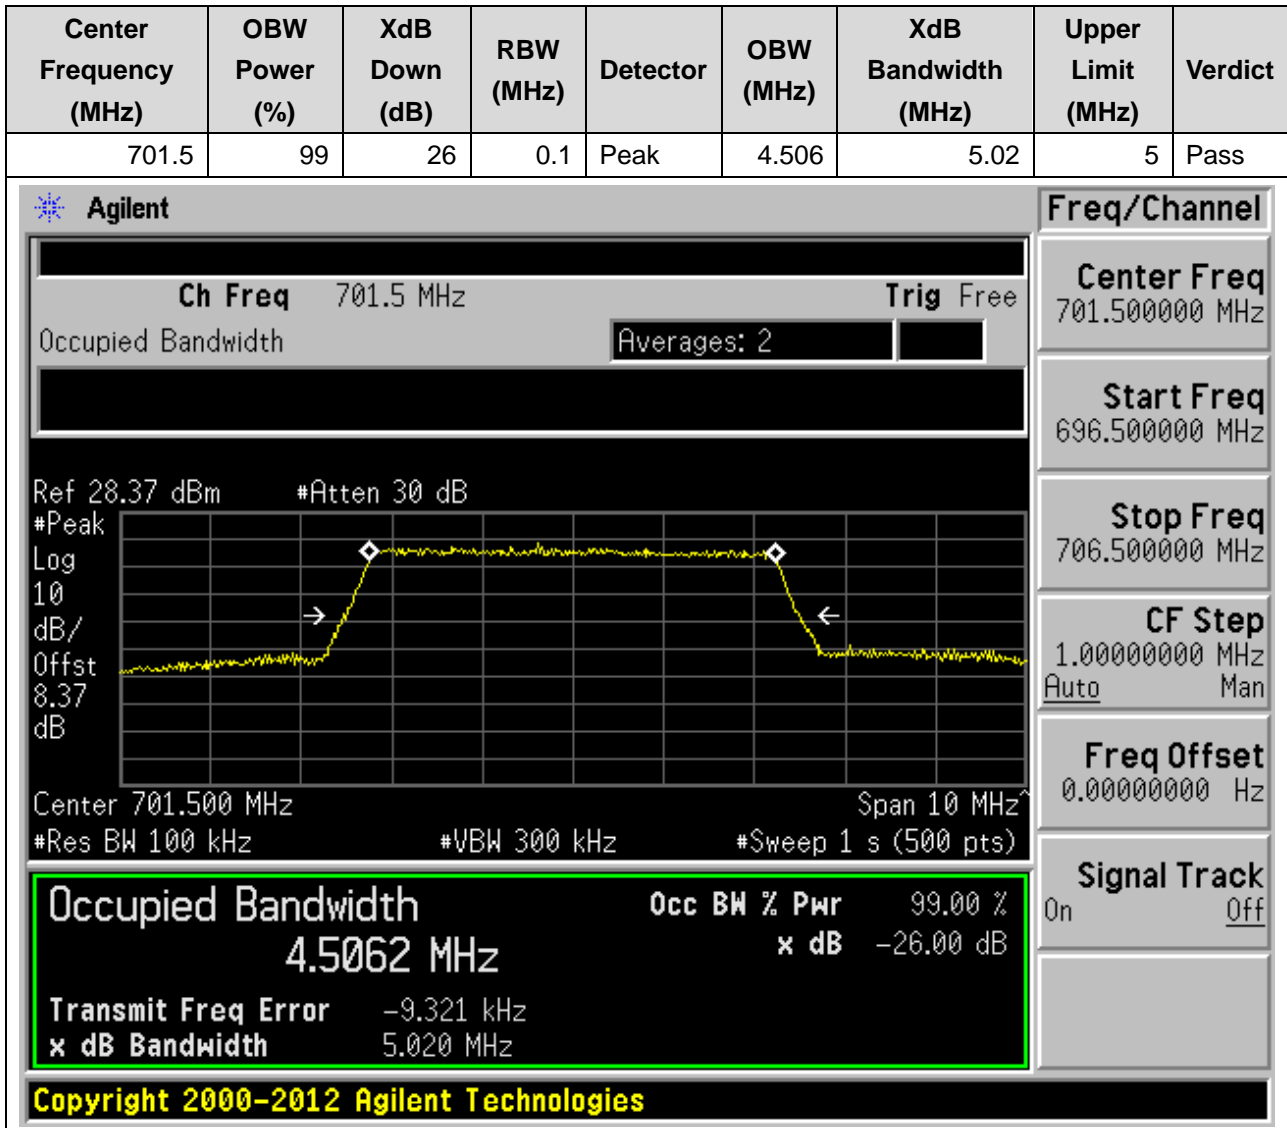 Center Frequency (MHz) OBW Power (%) XdB Down (dB) RBW (MHz) Detector OBW (MHz) XdB Bandwidth (MHz) Upper Limit (MHz) Verdict
701.5 99 26 0.1 Peak 4.506 5.02 5 Pass
Agilent
Freq/Channel
Ch Freq 701.5 MHz Trig Free
Occupied Bandwidth Averages: 2
Center Freq
701.500000 MHz
Start Freq
696.500000 MHz
Stop Freq
706.500000 MHz
CF Step
1.00000000 MHz
Auto Man
Freq Offset
0.00000000 Hz
Signal Track
On Off
Ref 28.37 dBm #Atten 30 dB
#Peak
Log
10
dB/
Offst
8.37
dB
Center 701.500 MHz Span 10 MHz^
#Res BW 100 kHz #VBW 300 kHz #Sweep 1 s (500 pts)
Occupied Bandwidth Occ BW % Pwr 99.00 %
4.5062 MHz x dB -26.00 dB
Transmit Freq Error -9.321 kHz
x dB Bandwidth 5.020 MHz
Copyright 2000-2012 Agilent Technologies